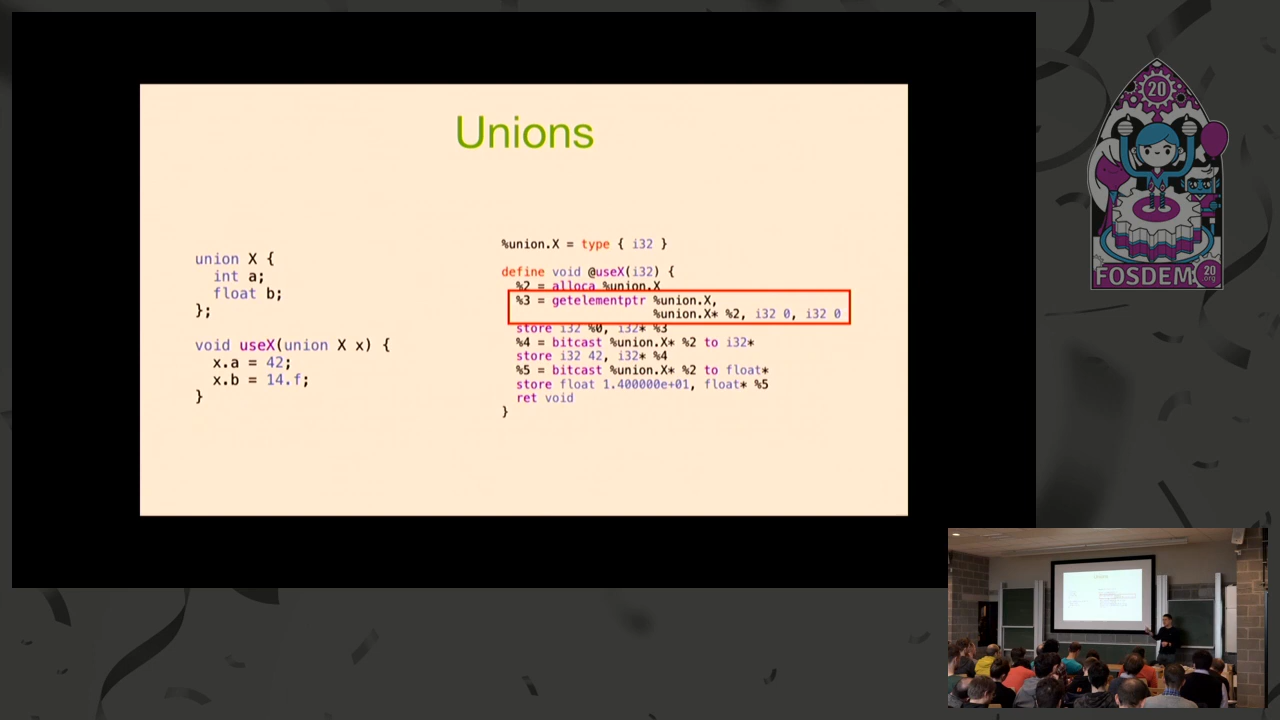 Unions
union X {
int a;
float b;
};
void useX(union X x) {
x.a = 42;
x.b = 14.f;
}
%union.X = type { i32 }
define void @useX(i32) {
%2 = alloca %union.X
%3 = getelementptr %union.X,
%union.X* %2, i32 0, i32 0
store i32 %0, i32* %3
%4 = bitcast %union.X* %2 to i32*
store i32 42, i32* %4
%5 = bitcast %union.X* %2 to float*
store float 1.400000e+01, float* %5
ret void
}
20
FOSDEM
20
.org
Unions